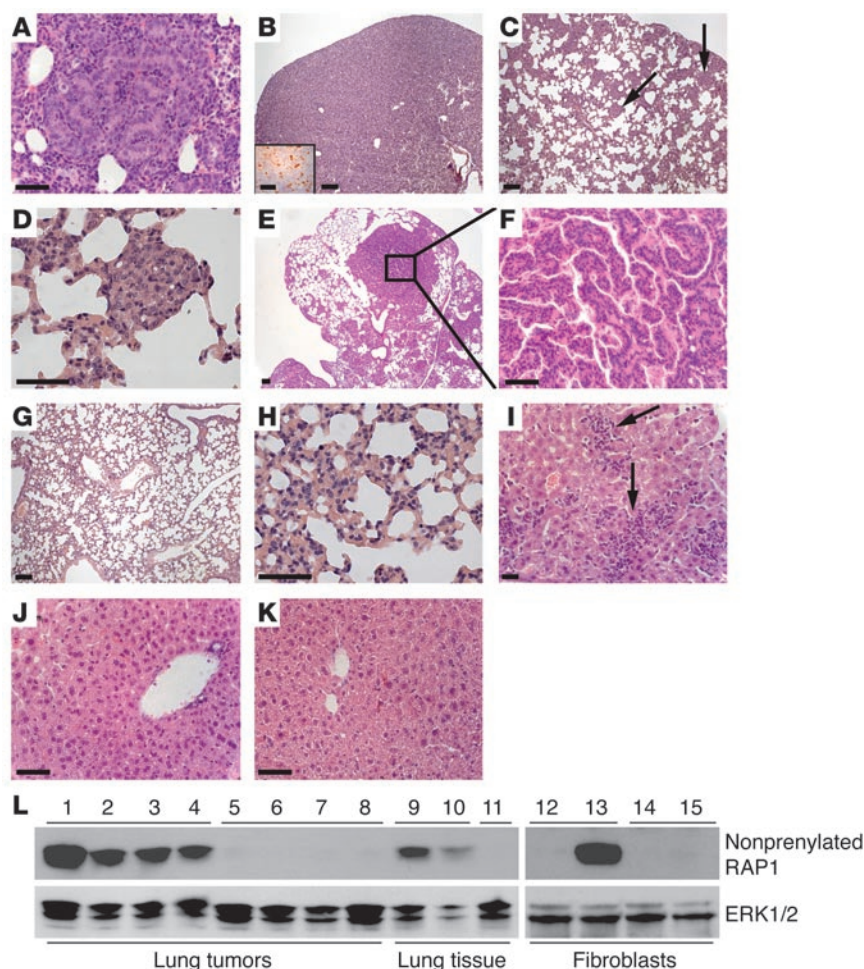 A B C
D E F
G H I
J K
L
1 2 3 4 5 6 7 8 9 10 11 12 13 14 15
Nonprenylated
RAP1
ERK1/2
Lung tumors Lung tissue Fibroblasts